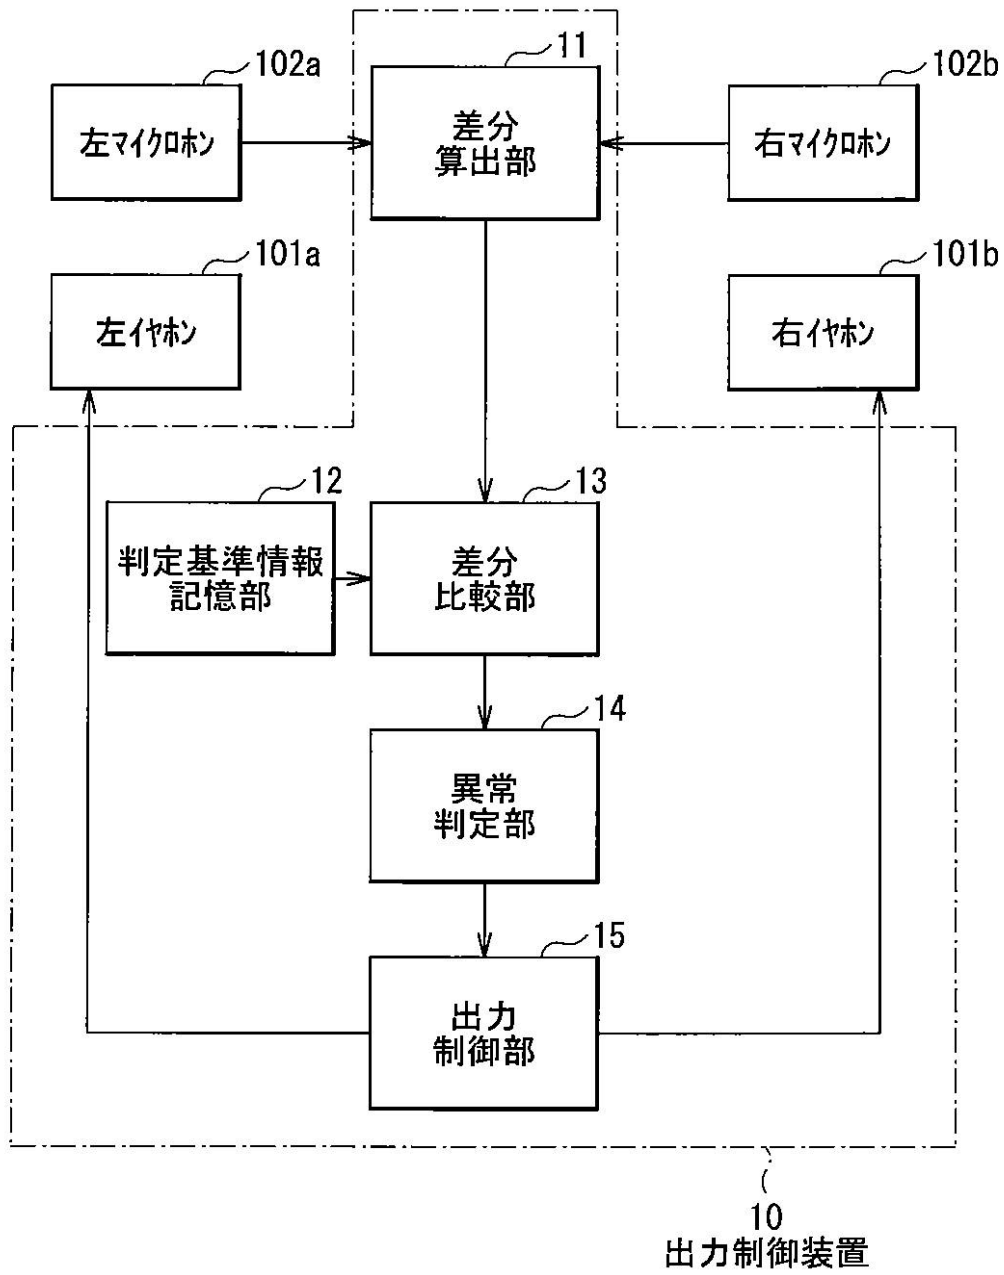 102a
左マイクロホン
11
差分
算出部
102b
右マイクロホン
101a
左イヤホン
101b
右イヤホン
12
判定基準情報
記憶部
13
差分
比較部
14
異常
判定部
15
出力
制御部
10
出力制御装置